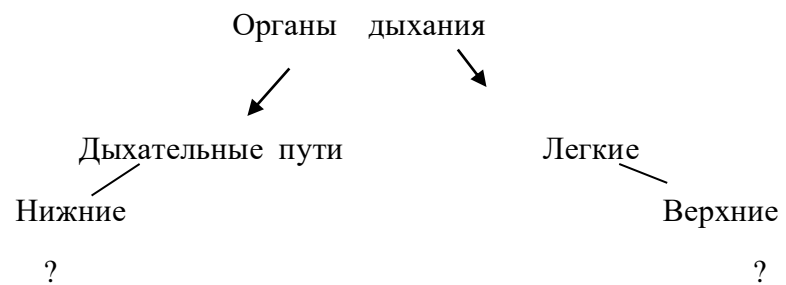 Органы дыхания
Дыхательные пути Легкие
Нижние Верхние
? ?